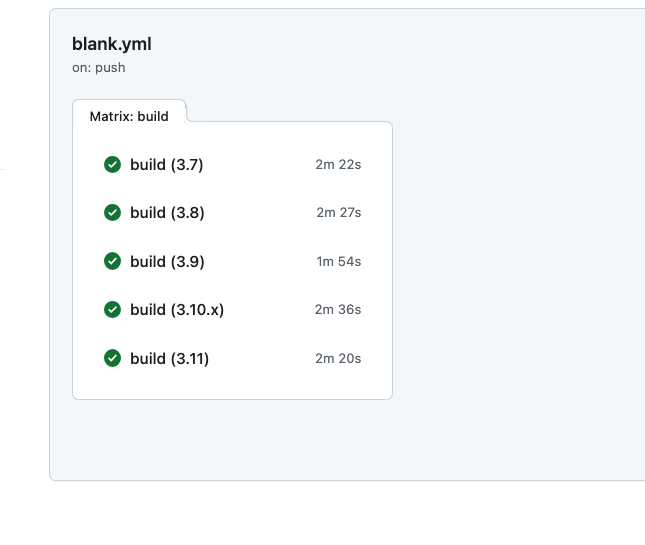 blank.yml
on: push
Matrix: build
build (3.7) 2m 22s
build (3.8) 2m 27s
build (3.9) 1m 54s
build (3.10.x) 2m 36s
build (3.11) 2m 20s